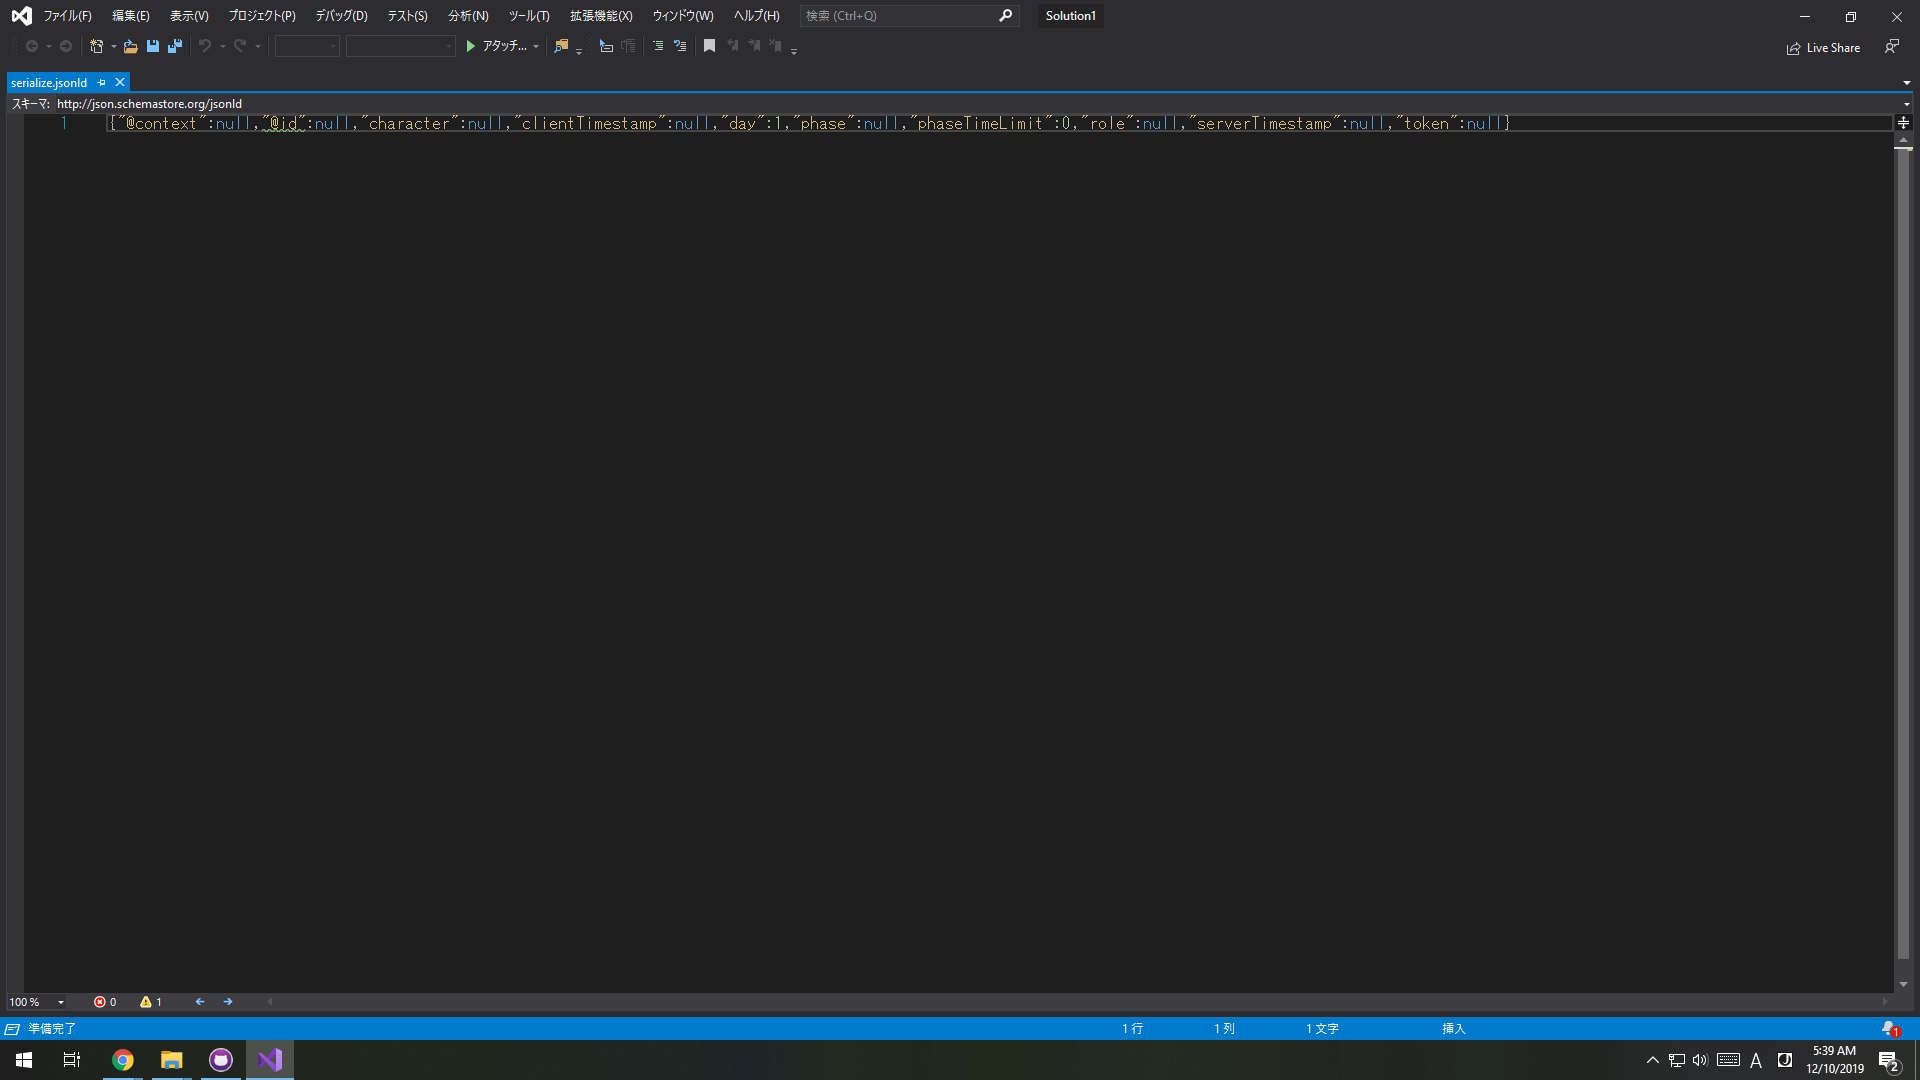 ファイル(F) 編集(E) 表示(V) プロジェクト(P) デバッグ(D) テスト(S) 分析(N) ツール(T) 拡張機能(X) ウィンドウ(W) ヘルプ(H) 検索 (Ctrl+Q) Solution1
アタッチ... Live Share
serialize.jsonld
スキーマ: http://json.schemastore.org/jsonld
1 {"@context":null,"@id":null,"character":null,"clientTimestamp":null,"day":1,"phase":null,"phaseTimeLimit":0,"role":null,"serverTimestamp":null,"token":null}
100 % 0 1
準備完了 1 行 1 列 1 文字 挿入 1
A 5:39 AM
12/10/2019 2